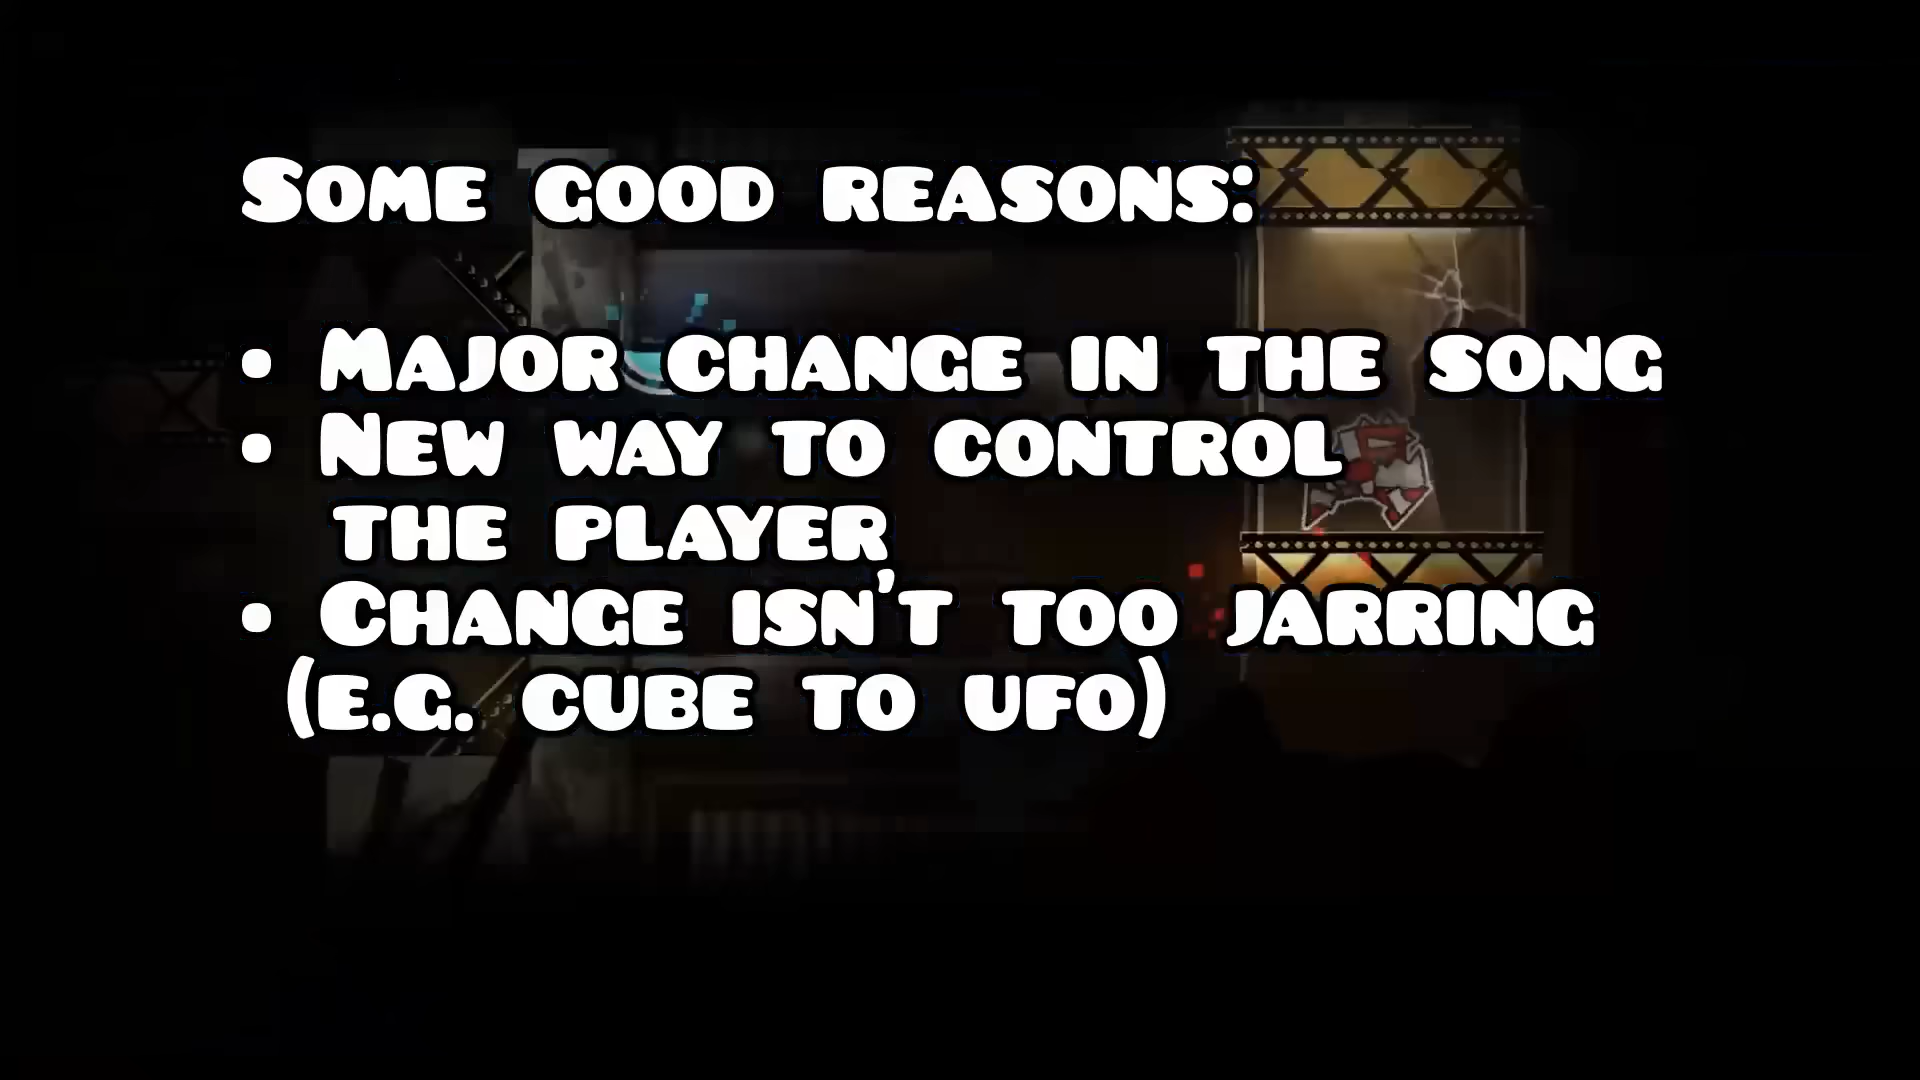 Some good reasons:
• Major change in the song
• New way to control
the player
• Change isn't too jarring
(e.g. cube to ufo)